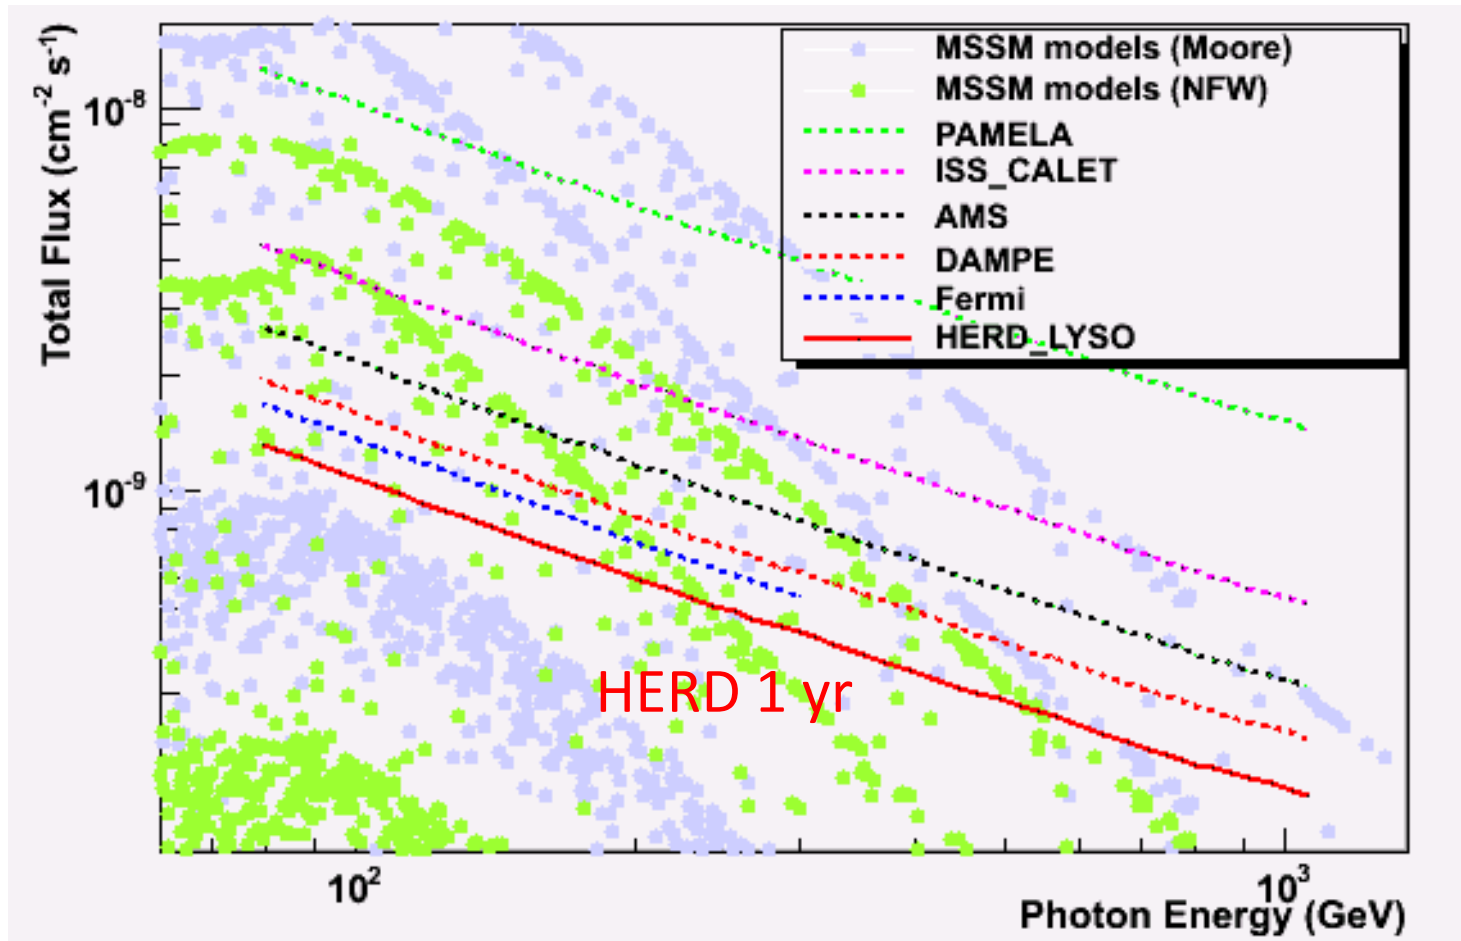 Total Flux (cm⁻² s⁻¹)
10⁻⁸
10⁻⁹
MSSM models (Moore)
MSSM models (NFW)
PAMELA
ISS_CALET
AMS
DAMPE
Fermi
HERD_LYSO
HERD 1 yr
10²
10³
Photon Energy (GeV)